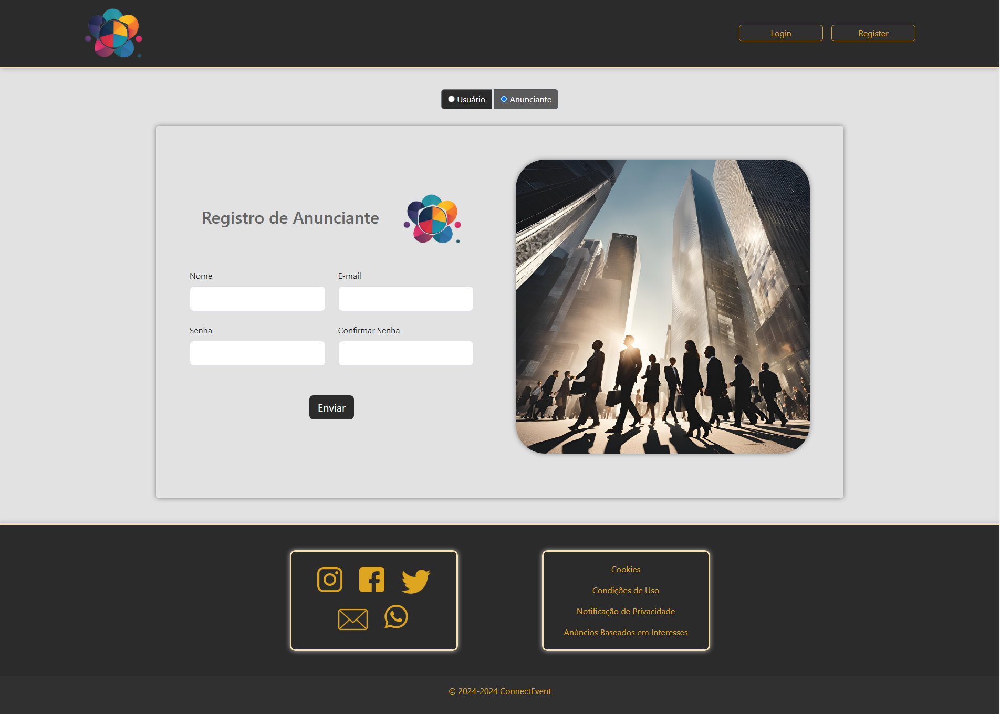 Login
Register
Usuário
Anunciante
Registro de Anunciante
Nome
E-mail
Senha
Confirmar Senha
Enviar
Cookies
Condições de Uso
Notificação de Privacidade
Anúncios Baseados em Interesses
© 2024-2024 ConnectEvent